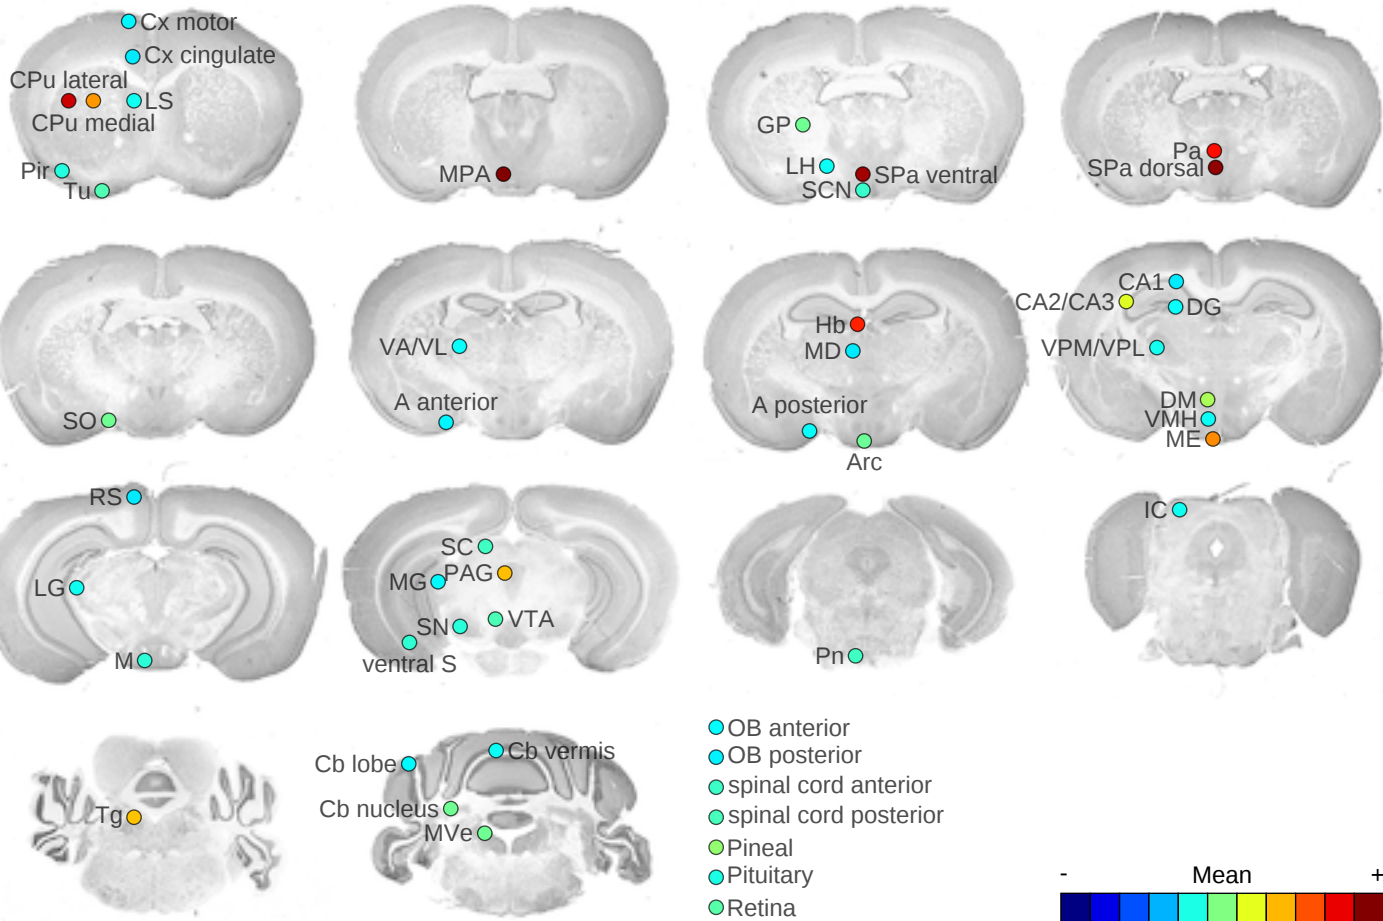 Cx motor
Cx cingulate
CPu lateral
LS
CPu medial
Pir
Tu
MPA
GP
LH
SPa ventral
SCN
Pa
SPa dorsal
SO
VA/VL
A anterior
Hb
MD
A posterior
Arc
CA1
CA2/CA3
DG
VPM/VPL
DM
VMH
ME
RS
LG
M
SC
MG
PAG
SN
VTA
ventral S
Pn
IC
Tg
Cb lobe
Cb vermis
Cb nucleus
MVe
OB anterior
OB posterior
spinal cord anterior
spinal cord posterior
Pineal
Pituitary
Retina
- Mean +